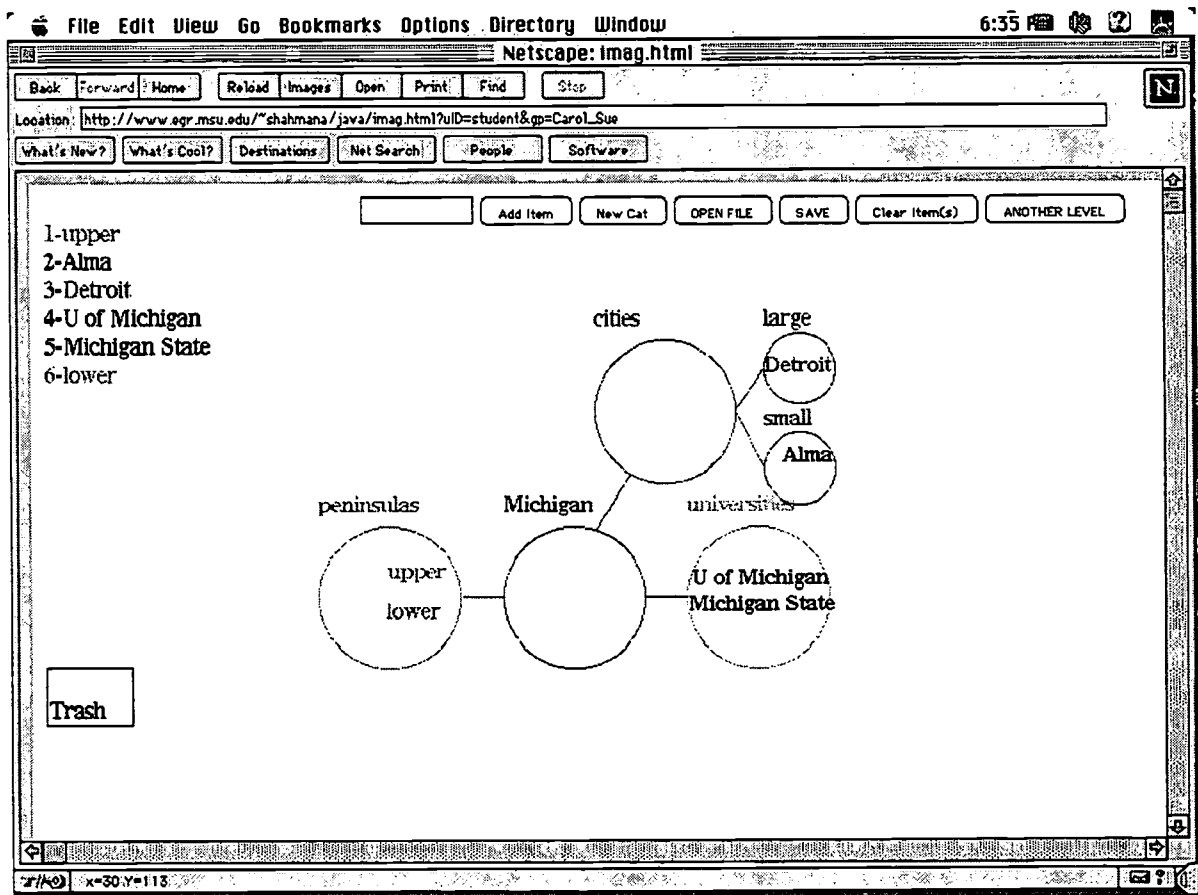 File Edit View Go Bookmarks Options Directory Window 6:35
Netscape: imag.html
Back Forward Home Reload Images Open Print Find Stop
N
Location: http://www.egr.msu.edu/~shahmana/java/imag.html?uID=student&gp=Carol_Sue
What's New? What's Cool? Destinations Net Search People Software
Add Item New Cat OPEN FILE SAVE Clear Item(s) ANOTHER LEVEL
1-upper
2-Alma
3-Detroit
4-U of Michigan
5-Michigan State
6-lower
cities large
Detroit
small
Alma
peninsulas Michigan universities
upper
lower
U of Michigan
Michigan State
Trash
x=30:Y=113